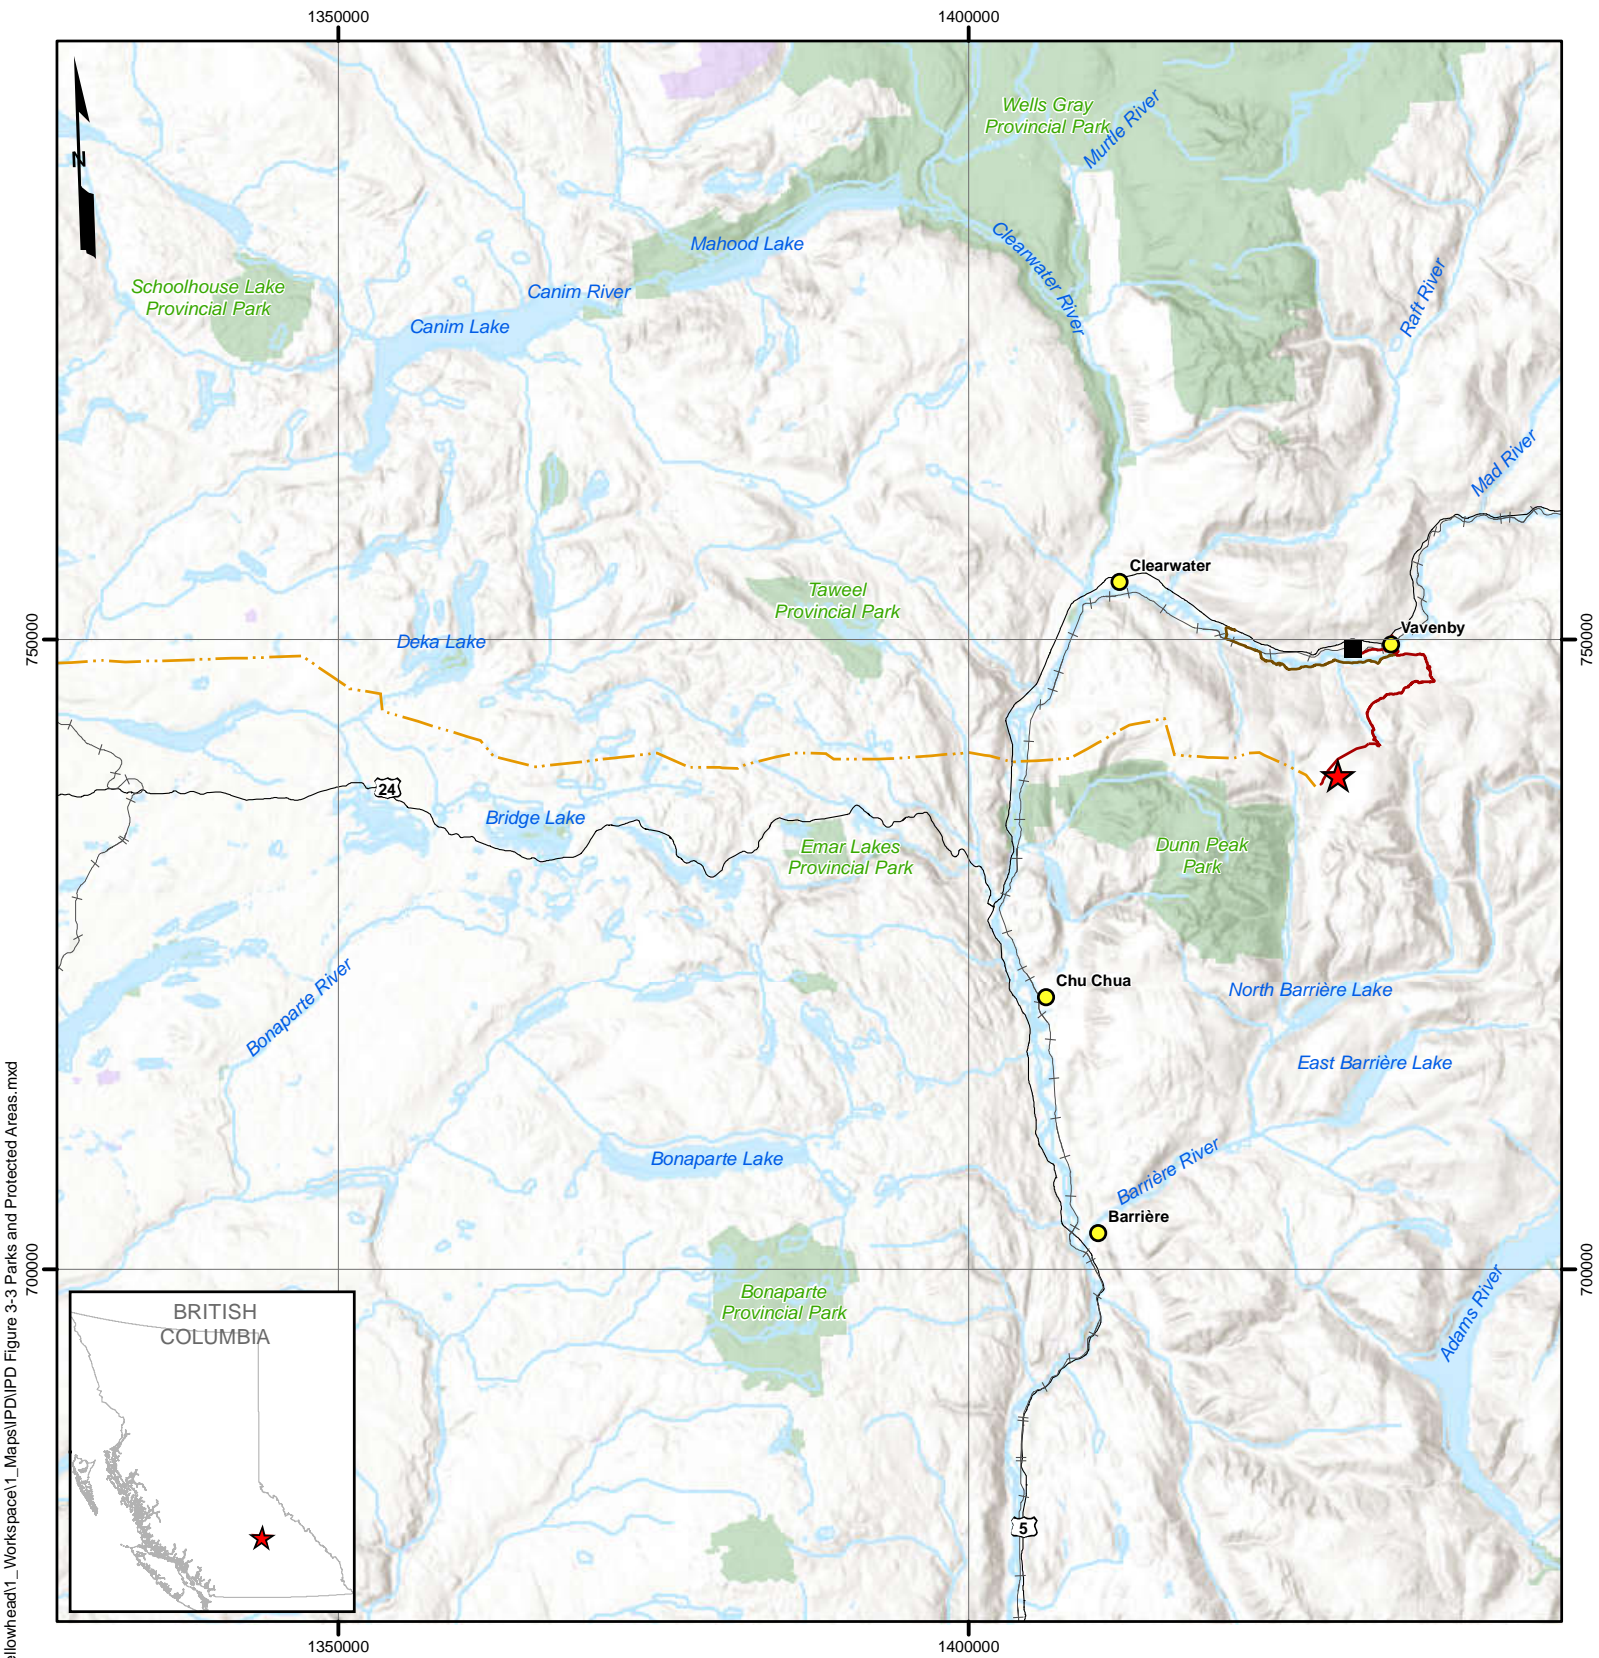 1350000
1400000
N
Wells Gray
Provincial Park
Murtle River
Mahood Lake
Clearwater River
Schoolhouse Lake
Provincial Park
Canim River
Canim Lake
Raft River
Mad River
Clearwater
Taweel
Provincial Park
Vavenby
750000
750000
Deka Lake
24
Bridge Lake
Emar Lakes
Provincial Park
Dunn Peak
Park
Chu Chua
North Barrière Lake
Bonaparte River
East Barrière Lake
Bonaparte Lake
Barrière River
Barrière
700000
700000
Bonaparte
Provincial Park
Adams River
BRITISH
COLUMBIA
5
1350000
1400000
ellowhead\1_Workspace\1_Maps\IPD\IPD Figure 3-3 Parks and Protected Areas.mxd